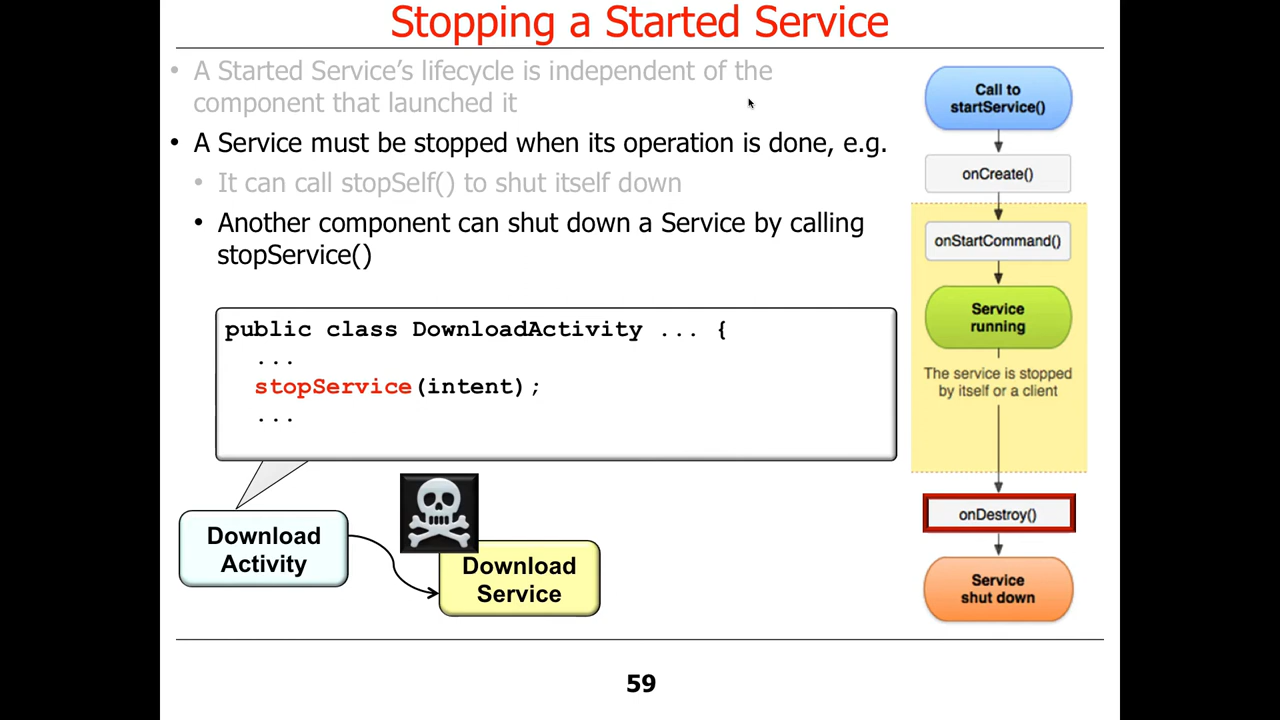 Stopping a Started Service
• A Started Service’s lifecycle is independent of the
component that launched it
• A Service must be stopped when its operation is done, e.g.
• It can call stopSelf() to shut itself down
• Another component can shut down a Service by calling
stopService()
public class DownloadActivity ... {
...
stopService(intent);
...
Download
Activity
Download
Service
Call to
startService()
onCreate()
onStartCommand()
Service
running
The service is stopped
by itself or a client
onDestroy()
Service
shut down
59